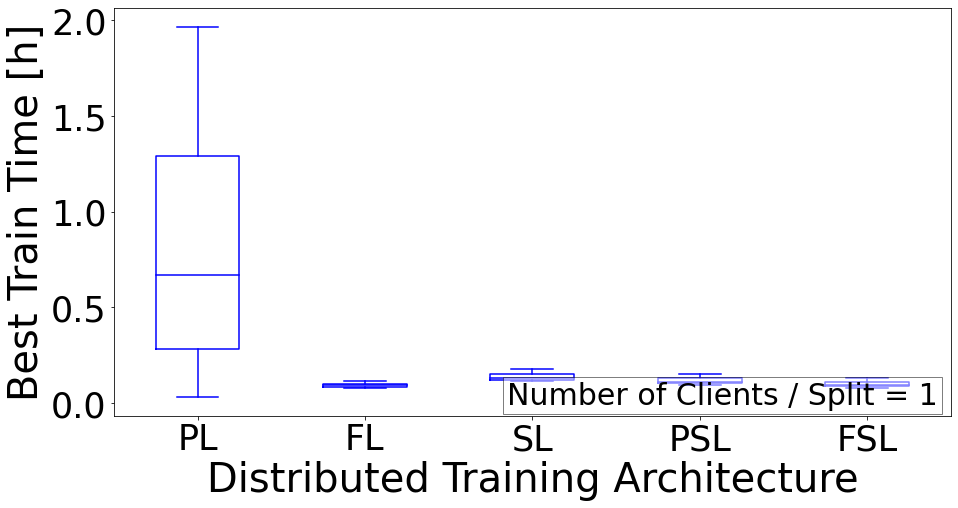 Best Train Time [h]
2.0
1.5
1.0
0.5
0.0
Number of Clients / Split = 1
PL FL SL PSL FSL
Distributed Training Architecture